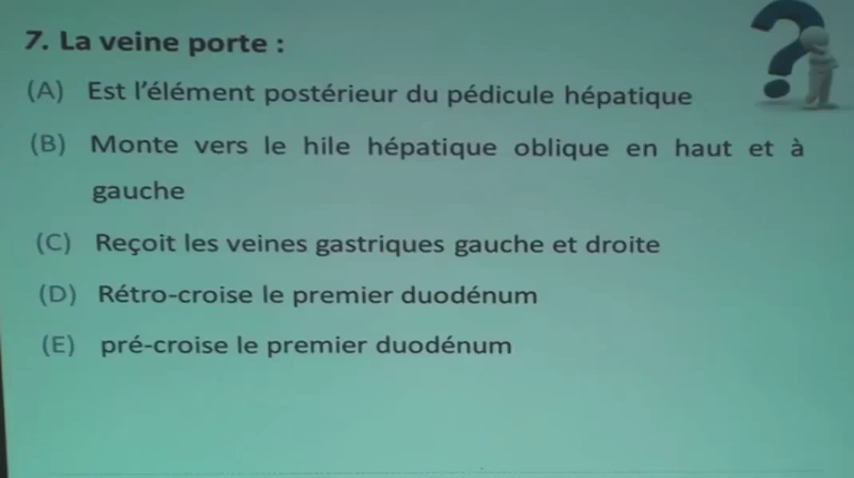 7. La veine porte :
(A) Est l'élément postérieur du pédicule hépatique
(B) Monte vers le hile hépatique oblique en haut et à
gauche
(C) Reçoit les veines gastriques gauche et droite
(D) Rétro-croise le premier duodénum
(E) pré-croise le premier duodénum